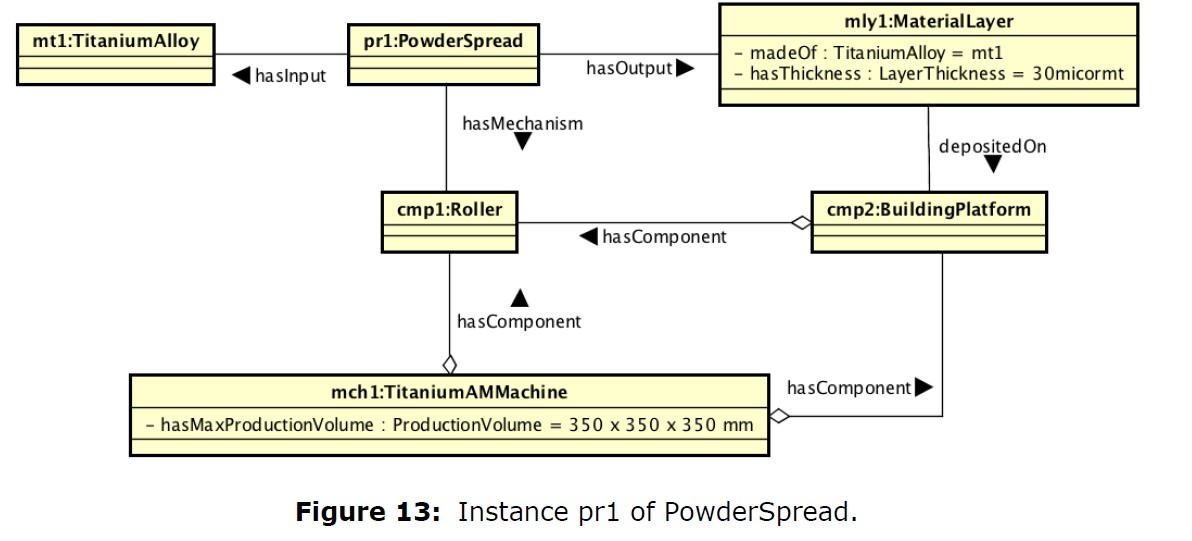 mt1:TitaniumAlloy
hasInput
pr1:PowderSpread
hasOutput
mly1:MaterialLayer
- madeOf : TitaniumAlloy = mt1
- hasThickness : LayerThickness = 30micormt
hasMechanism
depositedOn
cmp1:Roller
hasComponent
cmp2:BuildingPlatform
hasComponent
mch1:TitaniumAMMachine
- hasMaxProductionVolume : ProductionVolume = 350 x 350 x 350 mm
hasComponent
Figure 13: Instance pr1 of PowderSpread.